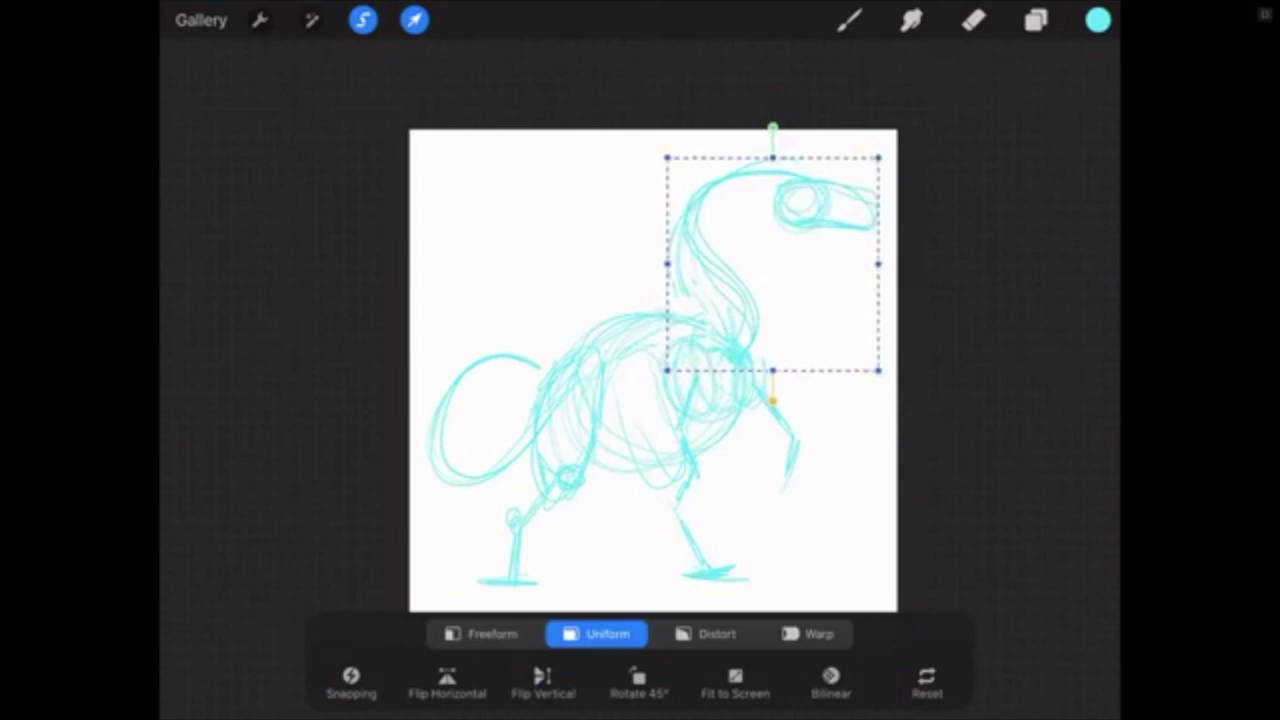 Gallery
Freeform Uniform Distort Warp
Snapping Flip Horizontal Flip Vertical Rotate 45° Fit to Screen Bilinear Reset